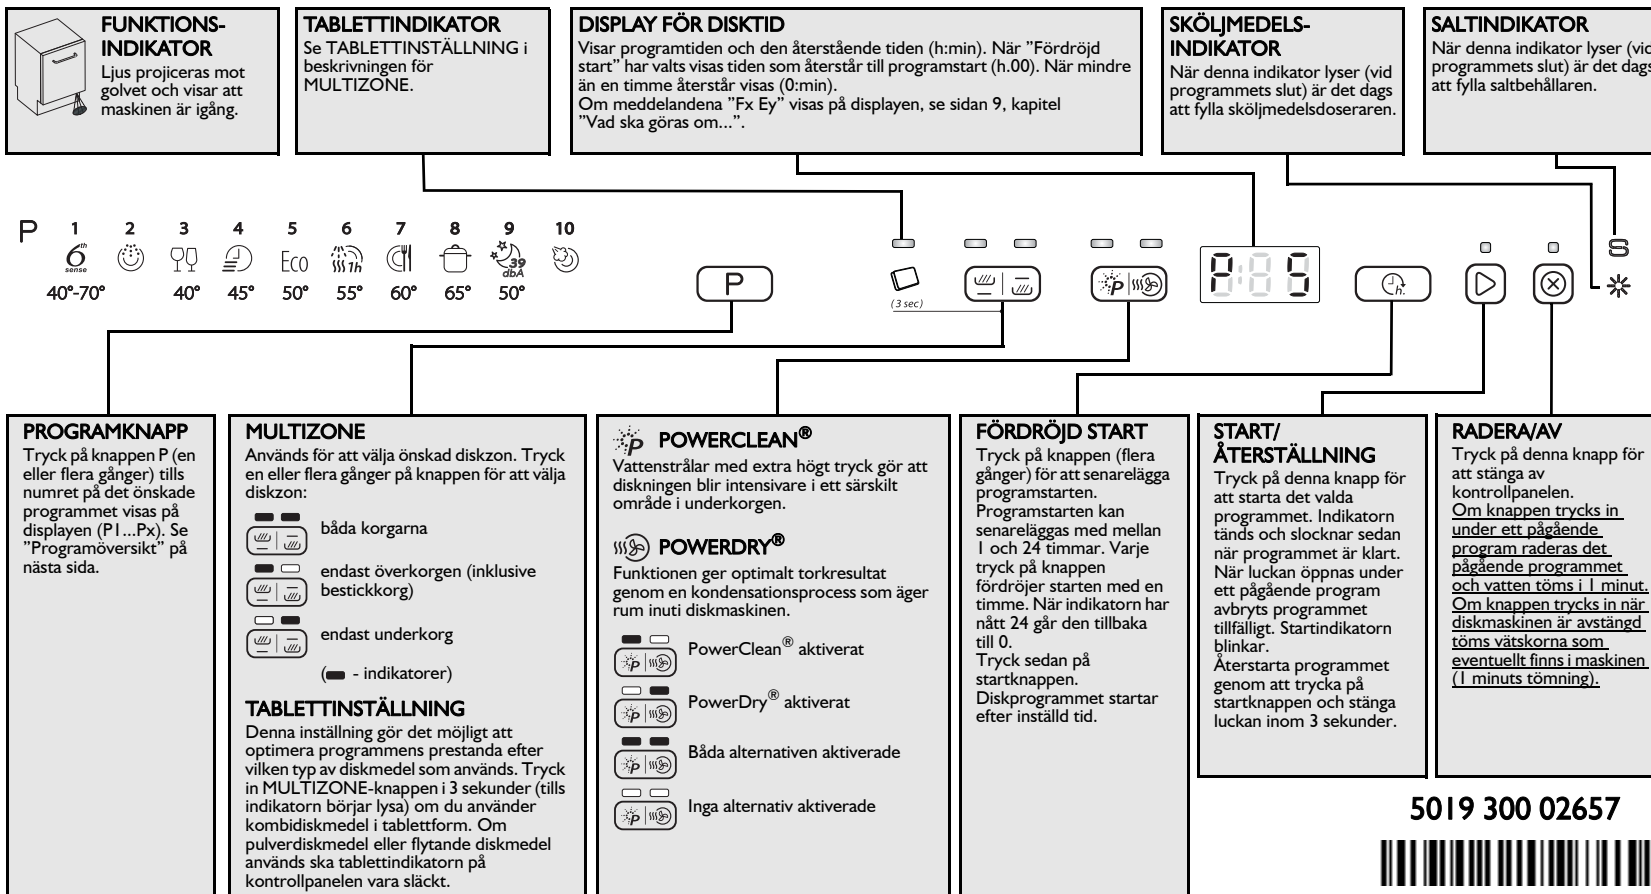 FUNKTIONS-
INDIKATOR
Ljus projiceras mot
golvet och visar att
maskinen är igång.
TABLETTINDIKATOR
Se TABLETTINSTÄLLNING i
beskrivningen för
MULTIZONE.
DISPLAY FÖR DISKTID
Visar programtiden och den återstående tiden (h:min). När "Fördröjd
start" har valts visas tiden som återstår till programstart (h.00). När mindre
än en timme återstår visas (0:min).
Om meddelandena "Fx Ey" visas på displayen, se sidan 9, kapitel
"Vad ska göras om...".
SKÖLJMEDELS-
INDIKATOR
När denna indikator lyser (vid
programmets slut) är det dags
att fylla sköljmedelsdoseraren.
SALTINDIKATOR
När denna indikator lyser (vid
programmets slut) är det dags
att fylla saltbehållaren.
P 1 2 3 4 5 6 7 8 9 10
6th sense Eco 1h 39 dbA
40°-70° 40° 45° 50° 55° 60° 65° 50°
P
(3 sec)
P
P 5
h.
S
PROGRAMKNAPP
Tryck på knappen P (en
eller flera gånger) tills
numret på det önskade
programmet visas på
displayen (P1...Px). Se
"Programöversikt" på
nästa sida.
MULTIZONE
Används för att välja önskad diskzon. Tryck
en eller flera gånger på knappen för att välja
diskzon:
båda korgarna
endast överkorgen (inklusive
bestickkorg)
endast underkorg
( - indikatorer)
TABLETTINSTÄLLNING
Denna inställning gör det möjligt att
optimera programmens prestanda efter
vilken typ av diskmedel som används. Tryck
in MULTIZONE-knappen i 3 sekunder (tills
indikatorn börjar lysa) om du använder
kombidiskmedel i tablettform. Om
pulverdiskmedel eller flytande diskmedel
används ska tablettindikatorn på
kontrollpanelen vara släckt.
P POWERCLEAN®
Vattenstrålar med extra högt tryck gör att
diskningen blir intensivare i ett särskilt
område i underkorgen.
POWERDRY®
Funktionen ger optimalt torkresultat
genom en kondensationsprocess som äger
rum inuti diskmaskinen.
P PowerClean® aktiverat
P PowerDry® aktiverat
P Båda alternativen aktiverade
P Inga alternativ aktiverade
FÖRDRÖJD START
Tryck på knappen (flera
gånger) för att senarelägga
programstarten.
Programstarten kan
senareläggas med mellan
1 och 24 timmar. Varje
tryck på knappen
fördröjer starten med en
timme. När indikatorn har
nått 24 går den tillbaka
till 0.
Tryck sedan på
startknappen.
Diskprogrammet startar
efter inställd tid.
START/
ÅTERSTÄLLNING
Tryck på denna knapp för
att starta det valda
programmet. Indikatorn
tänds och slocknar sedan
när programmet är klart.
När luckan öppnas under
ett pågående program
avbryts programmet
tillfälligt. Startindikatorn
blinkar.
Återstarta programmet
genom att trycka på
startknappen och stänga
luckan inom 3 sekunder.
RADERA/AV
Tryck på denna knapp för
att stänga av
kontrollpanelen.
Om knappen trycks in
under ett pågående
program raderas det
pågående programmet
och vatten töms i 1 minut.
Om knappen trycks in när
diskmaskinen är avstängd
töms vätskorna som
eventuellt finns i maskinen
(1 minuts tömning).
5019 300 02657